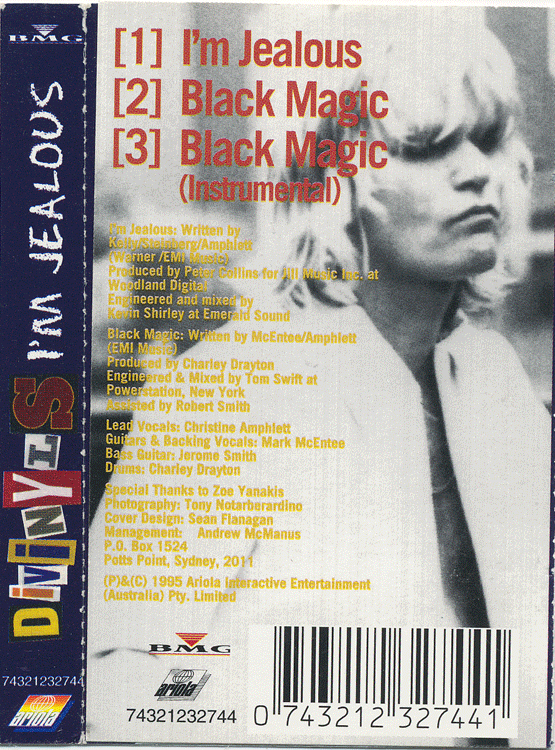 BMG
I'M JEALOUS
DiviNYLS
74321232744
ariola
[1] I'm Jealous
[2] Black Magic
[3] Black Magic
(Instrumental)
I'm Jealous: Written by
Kelly/Steinberg/Amphlett
(Warner /EMI Music)
Produced by Peter Collins for Jill Music Inc. at
Woodland Digital
Engineered and mixed by
Kevin Shirley at Emerald Sound
Black Magic: Written by McEntee/Amphlett
(EMI Music)
Produced by Charley Drayton
Engineered & Mixed by Tom Swift at
Powerstation, New York
Assisted by Robert Smith
Lead Vocals: Christine Amphlett
Guitars & Backing Vocals: Mark McEntee
Bass Guitar: Jerome Smith
Drums: Charley Drayton
Special Thanks to Zoe Yanakis
Photography: Tony Notarberardino
Cover Design: Sean Flanagan
Management: Andrew McManus
P.O. Box 1524
Potts Point, Sydney, 2011
(P)&(C) 1995 Ariola Interactive Entertainment
(Australia) Pty. Limited
BMG
ariola
74321232744
0 743212 327441